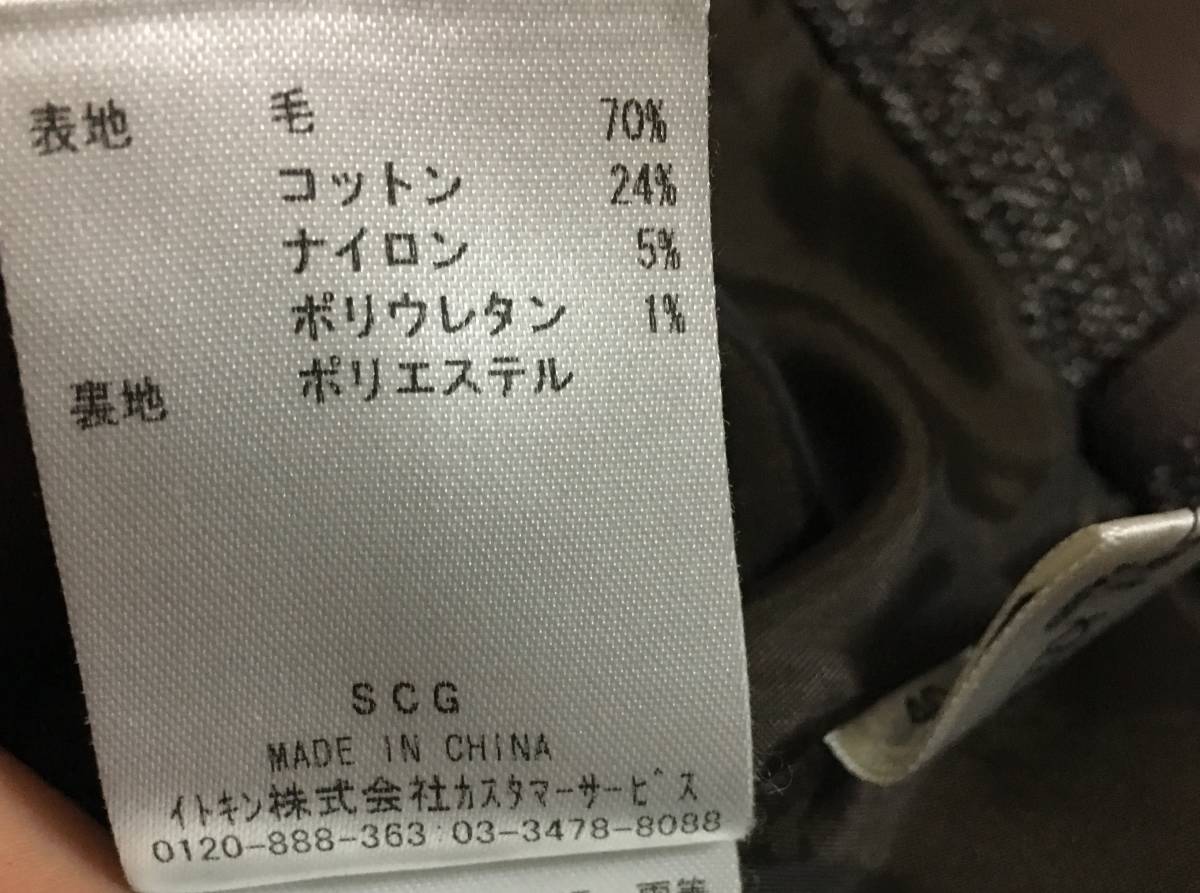 表地 毛 70%
コットン 24%
ナイロン 5%
ポリウレタン 1%
裏地 ポリエステル
SCG
MADE IN CHINA
イトキン株式会社カスタマーサービス
0120-888-363 03-3478-8088